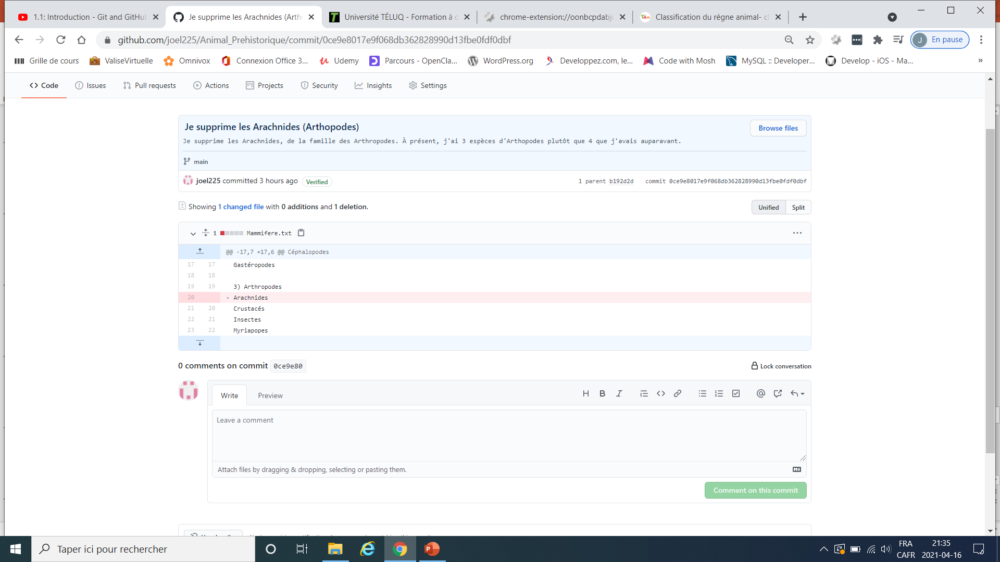 1.1: Introduction - Git and GitHub
Je supprime les Arachnides (Arth
Université TÉLUQ - Formation à d
chrome-extension://oonbcpdabj
Classification du règne animal- cl
github.com/joel225/Animal_Prehistorique/commit/0ce9e8017e9f068db362828990d13fbe0fdf0dbf
J En pause
Grille de cours ValiseVirtuelle Omnivox Connexion Office 3... Udemy Parcours - OpenCla... WordPress.org Developpez.com, le... Code with Mosh MySQL :: Developer... Develop - iOS - Ma... »
Code Issues Pull requests Actions Projects Security Insights Settings
Je supprime les Arachnides (Arthopodes)
Browse files
Je supprime les Arachnides, de la famille des Arthropodes. À présent, j'ai 3 espèces d'Arthopodes plutôt que 4 que j'avais auparavant.
main
joel225 committed 3 hours ago Verified
1 parent b192d2d commit 0ce9e8017e9f068db362828990d13fbe0fdf0dbf
Showing 1 changed file with 0 additions and 1 deletion.
Unified Split
1 Mammifere.txt
@@ -17,7 +17,6 @@ Céphalopodes
17 17 Gastéropodes
18 18
19 19 3) Arthropodes
20 - Arachnides
21 20 Crustacés
22 21 Insectes
23 22 Myriapopes
0 comments on commit 0ce9e80
Lock conversation
Write Preview
Leave a comment
Attach files by dragging & dropping, selecting or pasting them.
Comment on this commit
Taper ici pour rechercher
FRA
CAFR
21:35
2021-04-16